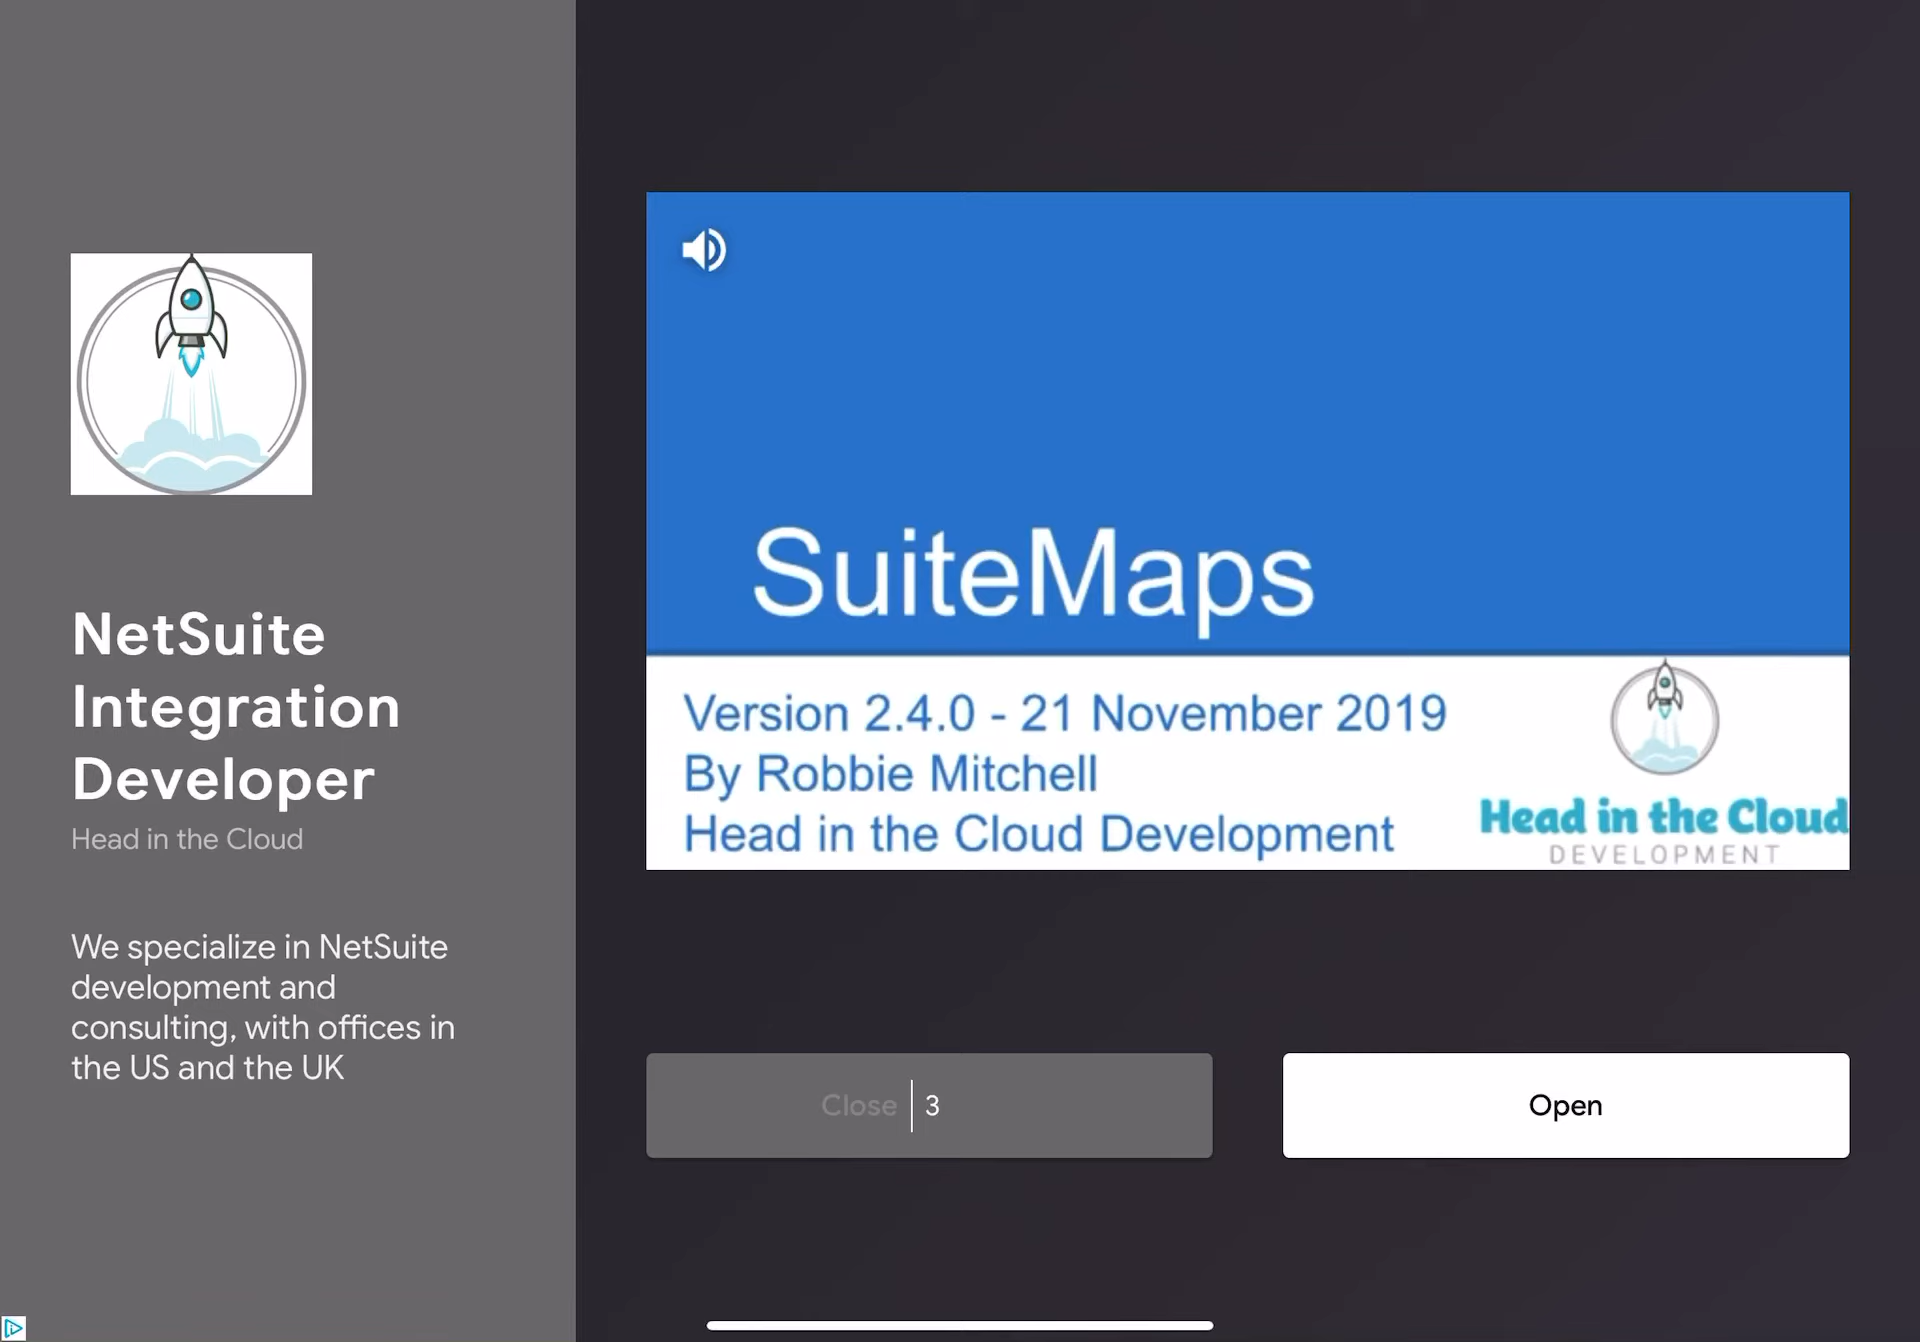 NetSuite
Integration
Developer
Head in the Cloud
We specialize in NetSuite
development and
consulting, with offices in
the US and the UK
SuiteMaps
Version 2.4.0 - 21 November 2019
By Robbie Mitchell
Head in the Cloud Development
Head in the Cloud
DEVELOPMENT
Close 3
Open